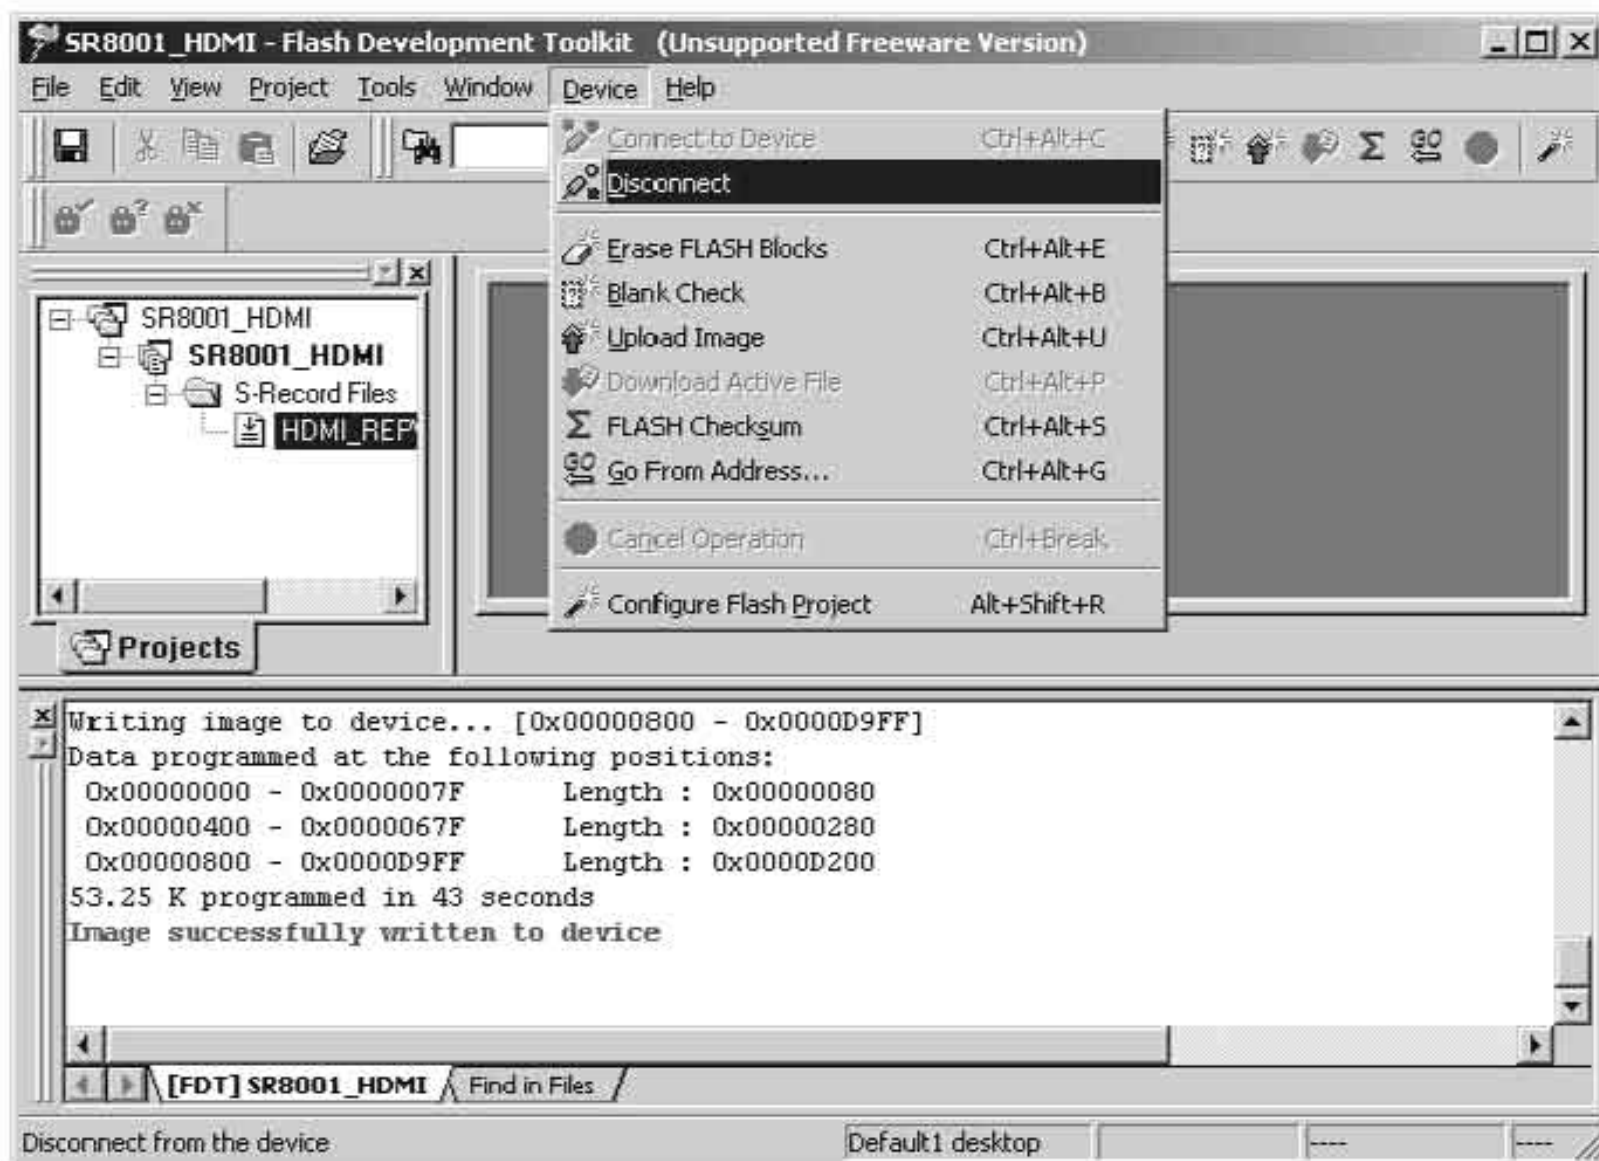 SR8001_HDMI - Flash Development Toolkit (Unsupported Freeware Version)
File Edit View Project Tools Window Device Help
Connect to Device Ctrl+Alt+C
Disconnect
Erase FLASH Blocks Ctrl+Alt+E
Blank Check Ctrl+Alt+B
Upload Image Ctrl+Alt+U
Download Active File Ctrl+Alt+P
FLASH Checksum Ctrl+Alt+S
GO Go From Address... Ctrl+Alt+G
Cancel Operation Ctrl+Break
Configure Flash Project Alt+Shift+R
GO
SR8001_HDMI
SR8001_HDMI
S-Record Files
HDMI_REP
Projects
Writing image to device... [0x00000800 - 0x0000D9FF]
Data programmed at the following positions:
0x00000000 - 0x0000007F Length : 0x00000080
0x00000400 - 0x0000067F Length : 0x00000280
0x00000800 - 0x0000D9FF Length : 0x0000D200
53.25 K programmed in 43 seconds
Image successfully written to device
[FDT] SR8001_HDMI Find in Files
Disconnect from the device Default1 desktop ---- ----